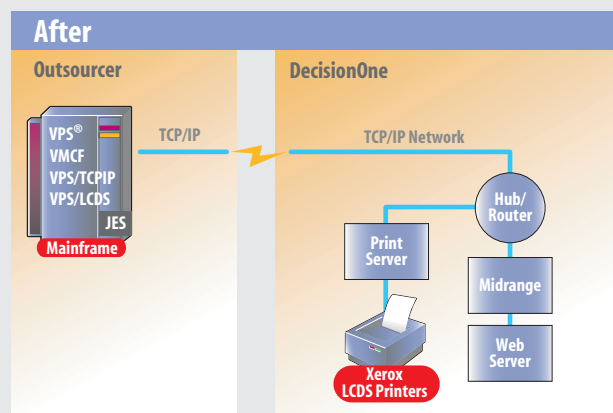 After
Outsourcer
DecisionOne
VPS®
VMCF
VPS/TCPIP
VPS/LCDS
JES
Mainframe
TCP/IP
TCP/IP Network
Hub/
Router
Print
Server
Midrange
Web
Server
Xerox
LCDS Printers